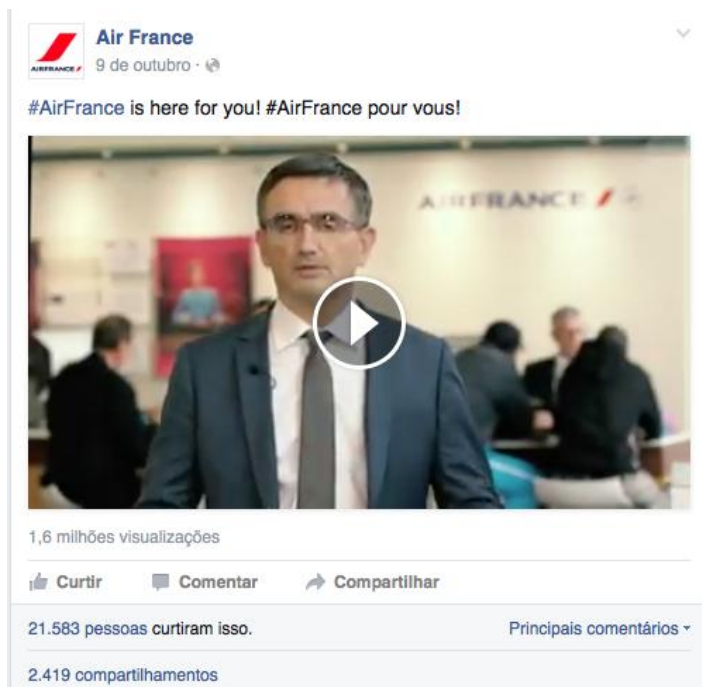 AIRFRANCE
Air France
9 de outubro ·
#AirFrance is here for you! #AirFrance pour vous!
AIRFRANCE
1,6 milhões visualizações
Curtir Comentar Compartilhar
21.583 pessoas curtiram isso. Principais comentários
2.419 compartilhamentos